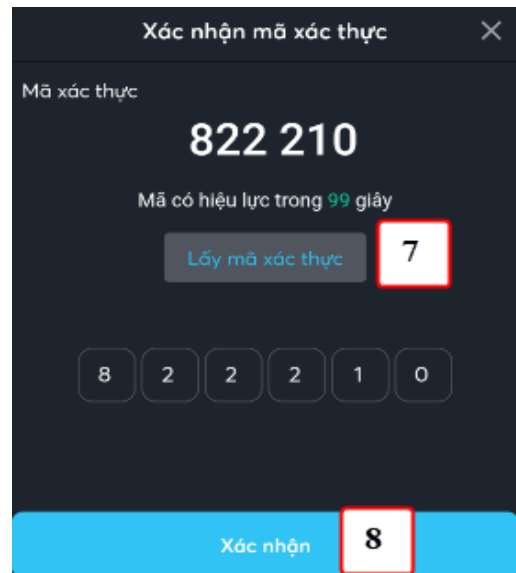 Xác nhận mã xác thực
Mã xác thực
822 210
Mã có hiệu lực trong 99 giây
Lấy mã xác thực 7
8 2 2 2 1 0
Xác nhận 8